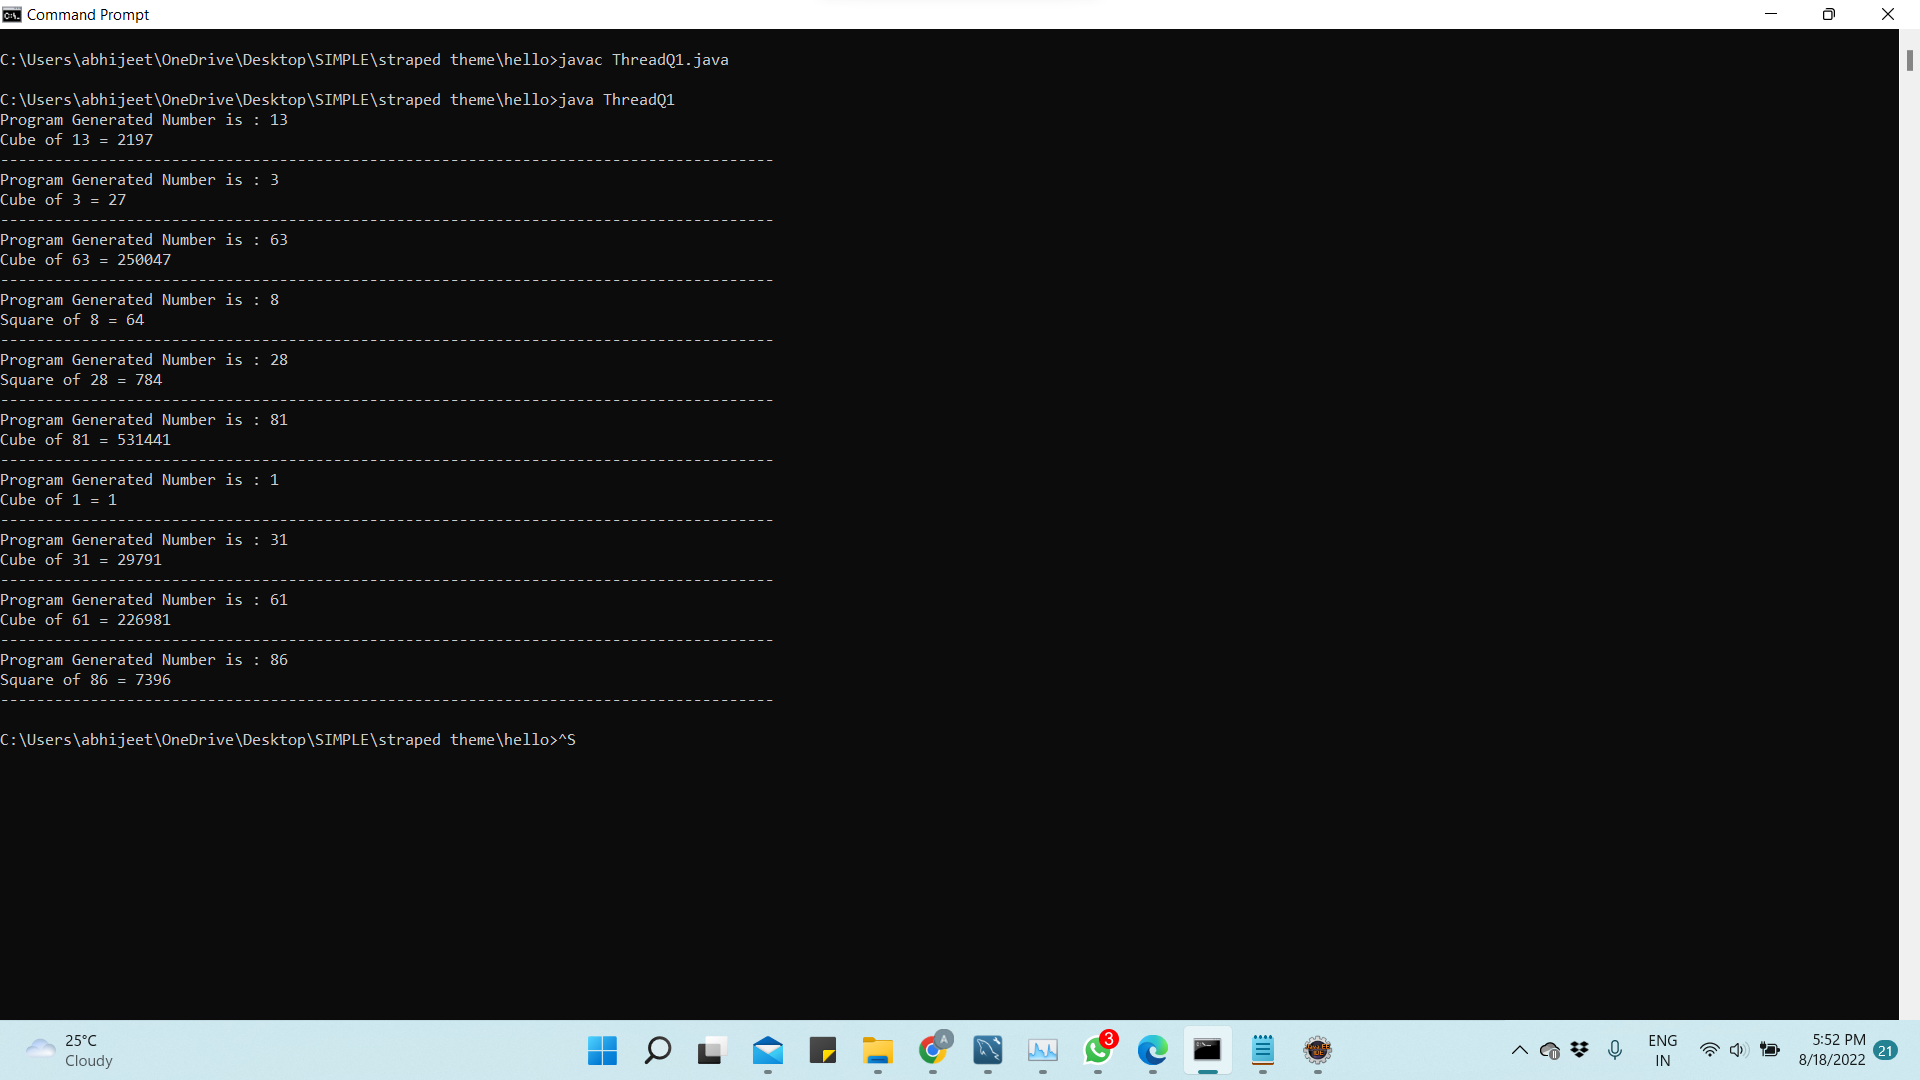 Command Prompt
C:\Users\abhijeet\OneDrive\Desktop\SIMPLE\straped theme\hello>javac ThreadQ1.java
C:\Users\abhijeet\OneDrive\Desktop\SIMPLE\straped theme\hello>java ThreadQ1
Program Generated Number is : 13
Cube of 13 = 2197
--------------------------------------------------------------------------------------
Program Generated Number is : 3
Cube of 3 = 27
--------------------------------------------------------------------------------------
Program Generated Number is : 63
Cube of 63 = 250047
--------------------------------------------------------------------------------------
Program Generated Number is : 8
Square of 8 = 64
--------------------------------------------------------------------------------------
Program Generated Number is : 28
Square of 28 = 784
--------------------------------------------------------------------------------------
Program Generated Number is : 81
Cube of 81 = 531441
--------------------------------------------------------------------------------------
Program Generated Number is : 1
Cube of 1 = 1
--------------------------------------------------------------------------------------
Program Generated Number is : 31
Cube of 31 = 29791
--------------------------------------------------------------------------------------
Program Generated Number is : 61
Cube of 61 = 226981
--------------------------------------------------------------------------------------
Program Generated Number is : 86
Square of 86 = 7396
--------------------------------------------------------------------------------------
C:\Users\abhijeet\OneDrive\Desktop\SIMPLE\straped theme\hello>^S
25°C
Cloudy
A
3
ENG
IN
5:52 PM
8/18/2022
21